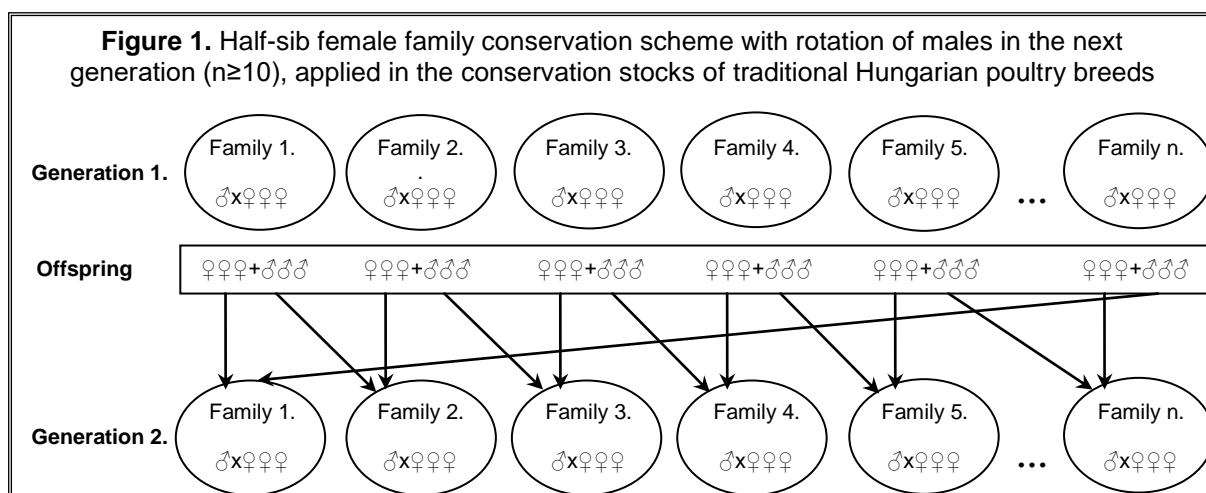 Figure 1. Half-sib female family conservation scheme with rotation of males in the next
generation (n≥10), applied in the conservation stocks of traditional Hungarian poultry breeds
Family 1. Family 2. Family 3. Family 4. Family 5. Family n.
Generation 1. .
♂x♀♀♀ ♂x♀♀♀ ♂x♀♀♀ ♂x♀♀♀ ♂x♀♀♀ ... ♂x♀♀♀
Offspring ♀♀♀+♂♂♂ ♀♀♀+♂♂♂ ♀♀♀+♂♂♂ ♀♀♀+♂♂♂ ♀♀♀+♂♂♂ ♀♀♀+♂♂♂
Family 1. Family 2. Family 3. Family 4. Family 5. Family n.
Generation 2.
♂x♀♀♀ ♂x♀♀♀ ♂x♀♀♀ ♂x♀♀♀ ♂x♀♀♀ ... ♂x♀♀♀